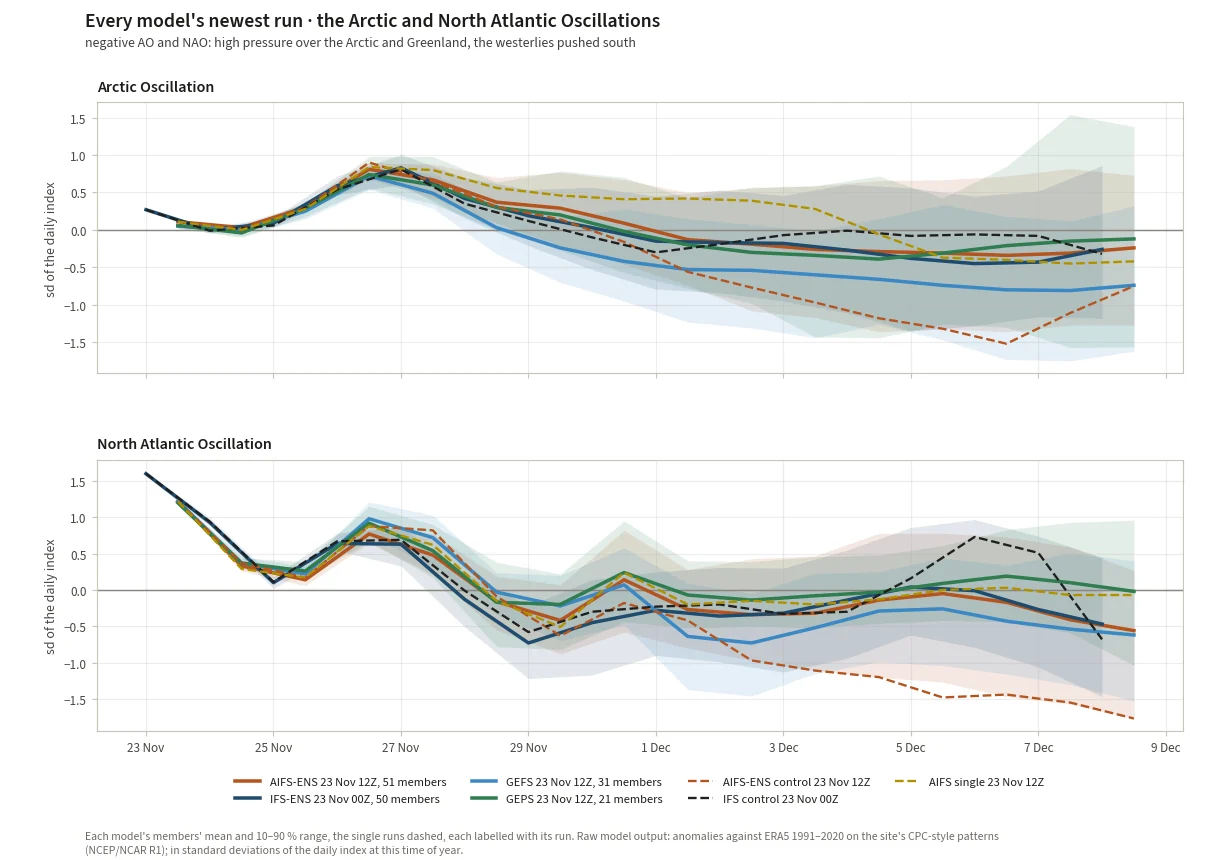 Every model's newest run · the Arctic and North Atlantic Oscillations
negative AO and NAO: high pressure over the Arctic and Greenland, the westerlies pushed south
Arctic Oscillation
sd of the daily index
1.5
1.0
0.5
0.0
−0.5
−1.0
−1.5
North Atlantic Oscillation
sd of the daily index
1.5
1.0
0.5
0.0
−0.5
−1.0
−1.5
23 Nov 25 Nov 27 Nov 29 Nov 1 Dec 3 Dec 5 Dec 7 Dec 9 Dec
AIFS-ENS 23 Nov 12Z, 51 members GEFS 23 Nov 12Z, 31 members AIFS-ENS control 23 Nov 12Z AIFS single 23 Nov 12Z
IFS-ENS 23 Nov 00Z, 50 members GEPS 23 Nov 12Z, 21 members IFS control 23 Nov 00Z
Each model's members' mean and 10–90 % range, the single runs dashed, each labelled with its run. Raw model output: anomalies against ERA5 1991–2020 on the site's CPC-style patterns
(NCEP/NCAR R1); in standard deviations of the daily index at this time of year.